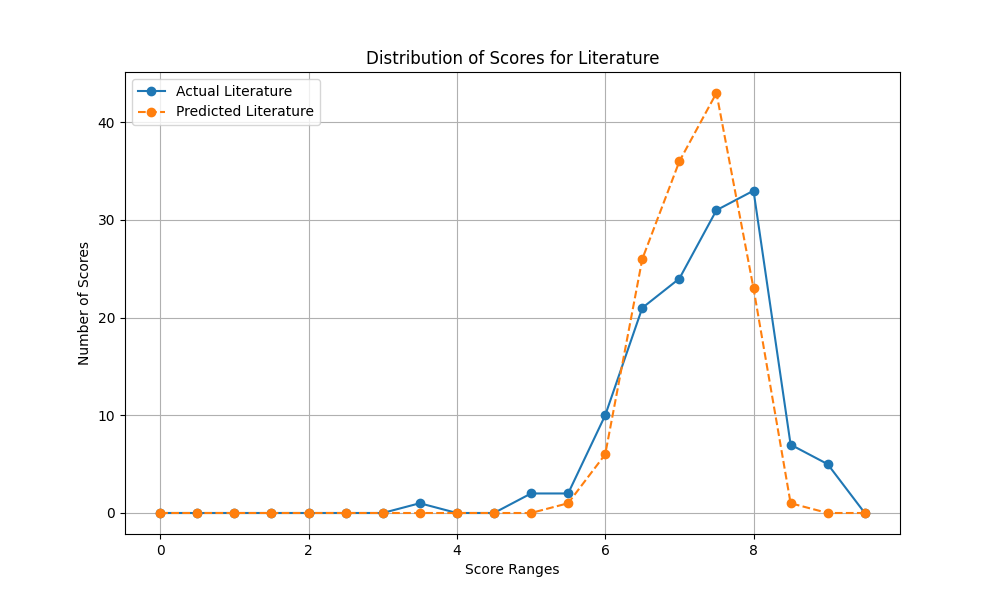 Distribution of Scores for Literature
Actual Literature
Predicted Literature
Number of Scores
40
30
20
10
0
0 2 4 6 8
Score Ranges